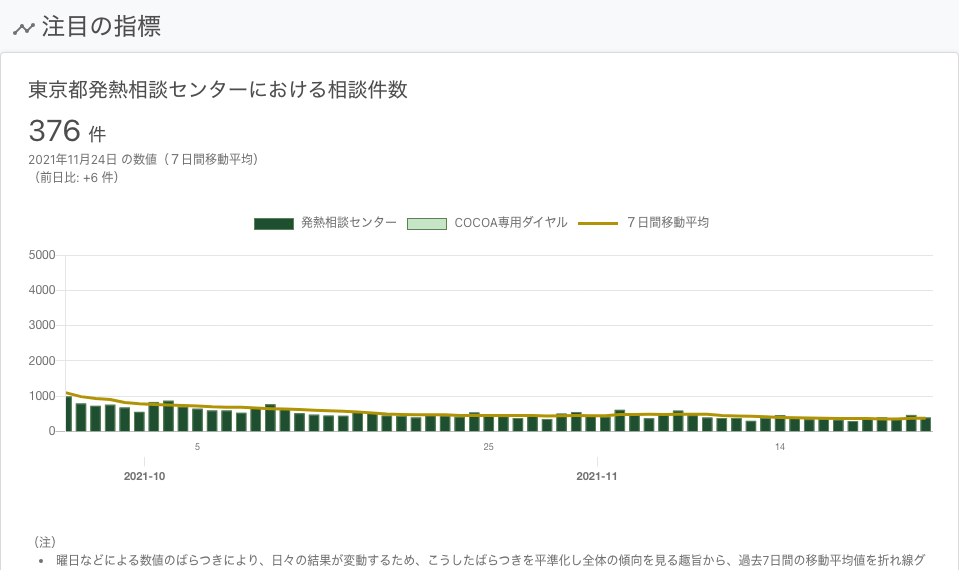 注目の指標
東京都発熱相談センターにおける相談件数
376 件
2021年11月24日 の数値（７日間移動平均）
（前日比: +6 件）
発熱相談センター COCOA専用ダイヤル ７日間移動平均
5000
4000
3000
2000
1000
0
5 25 14
2021-10 2021-11
（注）
• 曜日などによる数値のばらつきにより、日々の結果が変動するため、こうしたばらつきを平準化し全体の傾向を見る趣旨から、過去7日間の移動平均値を折れ線グ